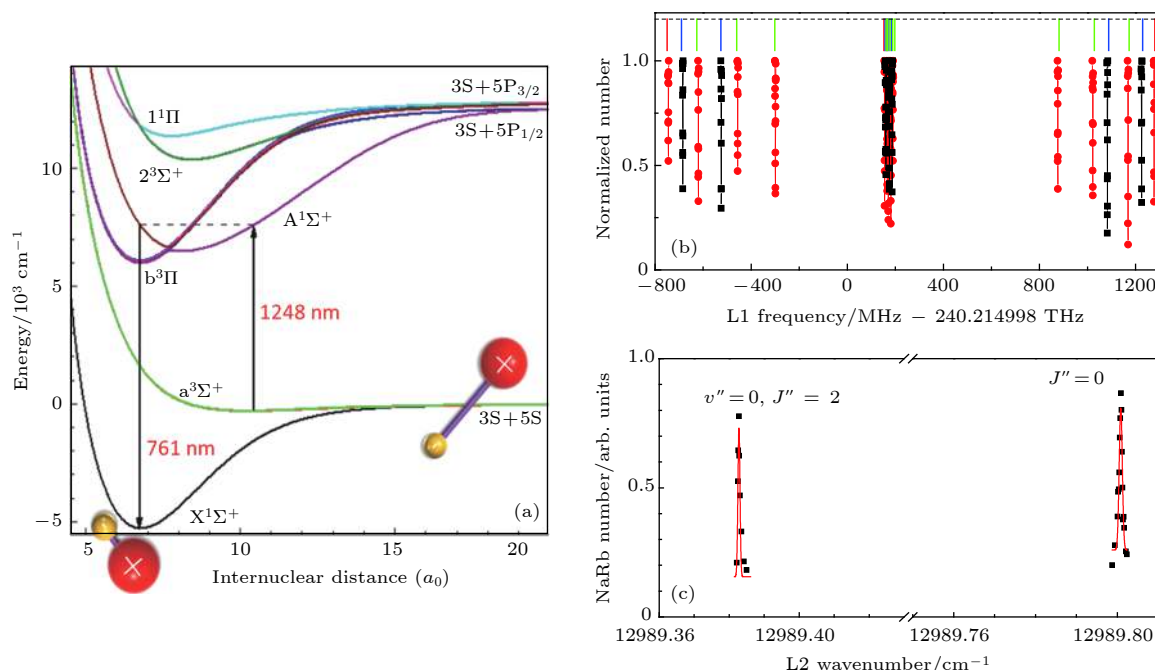 3S+5P₃/₂
3S+5P₁/₂
1¹Π
2³Σ⁺
A¹Σ⁺
b³Π
1248 nm
a³Σ⁺
3S+5S
761 nm
X¹Σ⁺
(a)
10
5
0
−5
Energy/10³ cm⁻¹
5 10 15 20
Internuclear distance (a₀)
1.0
0.5
0
Normalized number
(b)
−800 −400 0 400 800 1200
L1 frequency/MHz − 240.214998 THz
1.0
0.5
0
NaRb number/arb. units
v″=0, J″ = 2
J″=0
(c)
12989.36 12989.40 12989.76 12989.80
L2 wavenumber/cm⁻¹